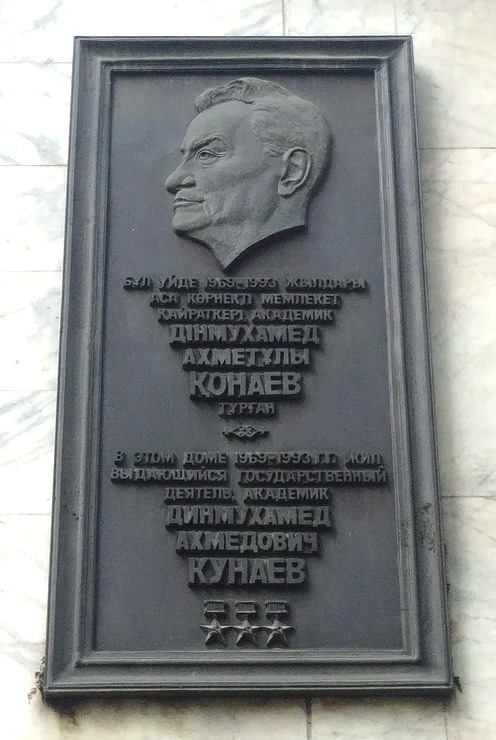 БҰЛ ҮЙДЕ 1969-1993 ЖЫЛДАРЫ
АСА КӨРНЕКТІ МЕМЛЕКЕТ
ҚАЙРАТКЕРІ, АКАДЕМИК
ДІНМҰХАМЕД
АХМЕТҰЛЫ
ҚОНАЕВ
ТҰРҒАН
В ЭТОМ ДОМЕ 1969-1993 Г.Г. ЖИЛ
ВЫДАЮЩИЙСЯ ГОСУДАРСТВЕННЫЙ
ДЕЯТЕЛЬ, АКАДЕМИК
ДИНМУХАМЕД
АХМЕДОВИЧ
КУНАЕВ